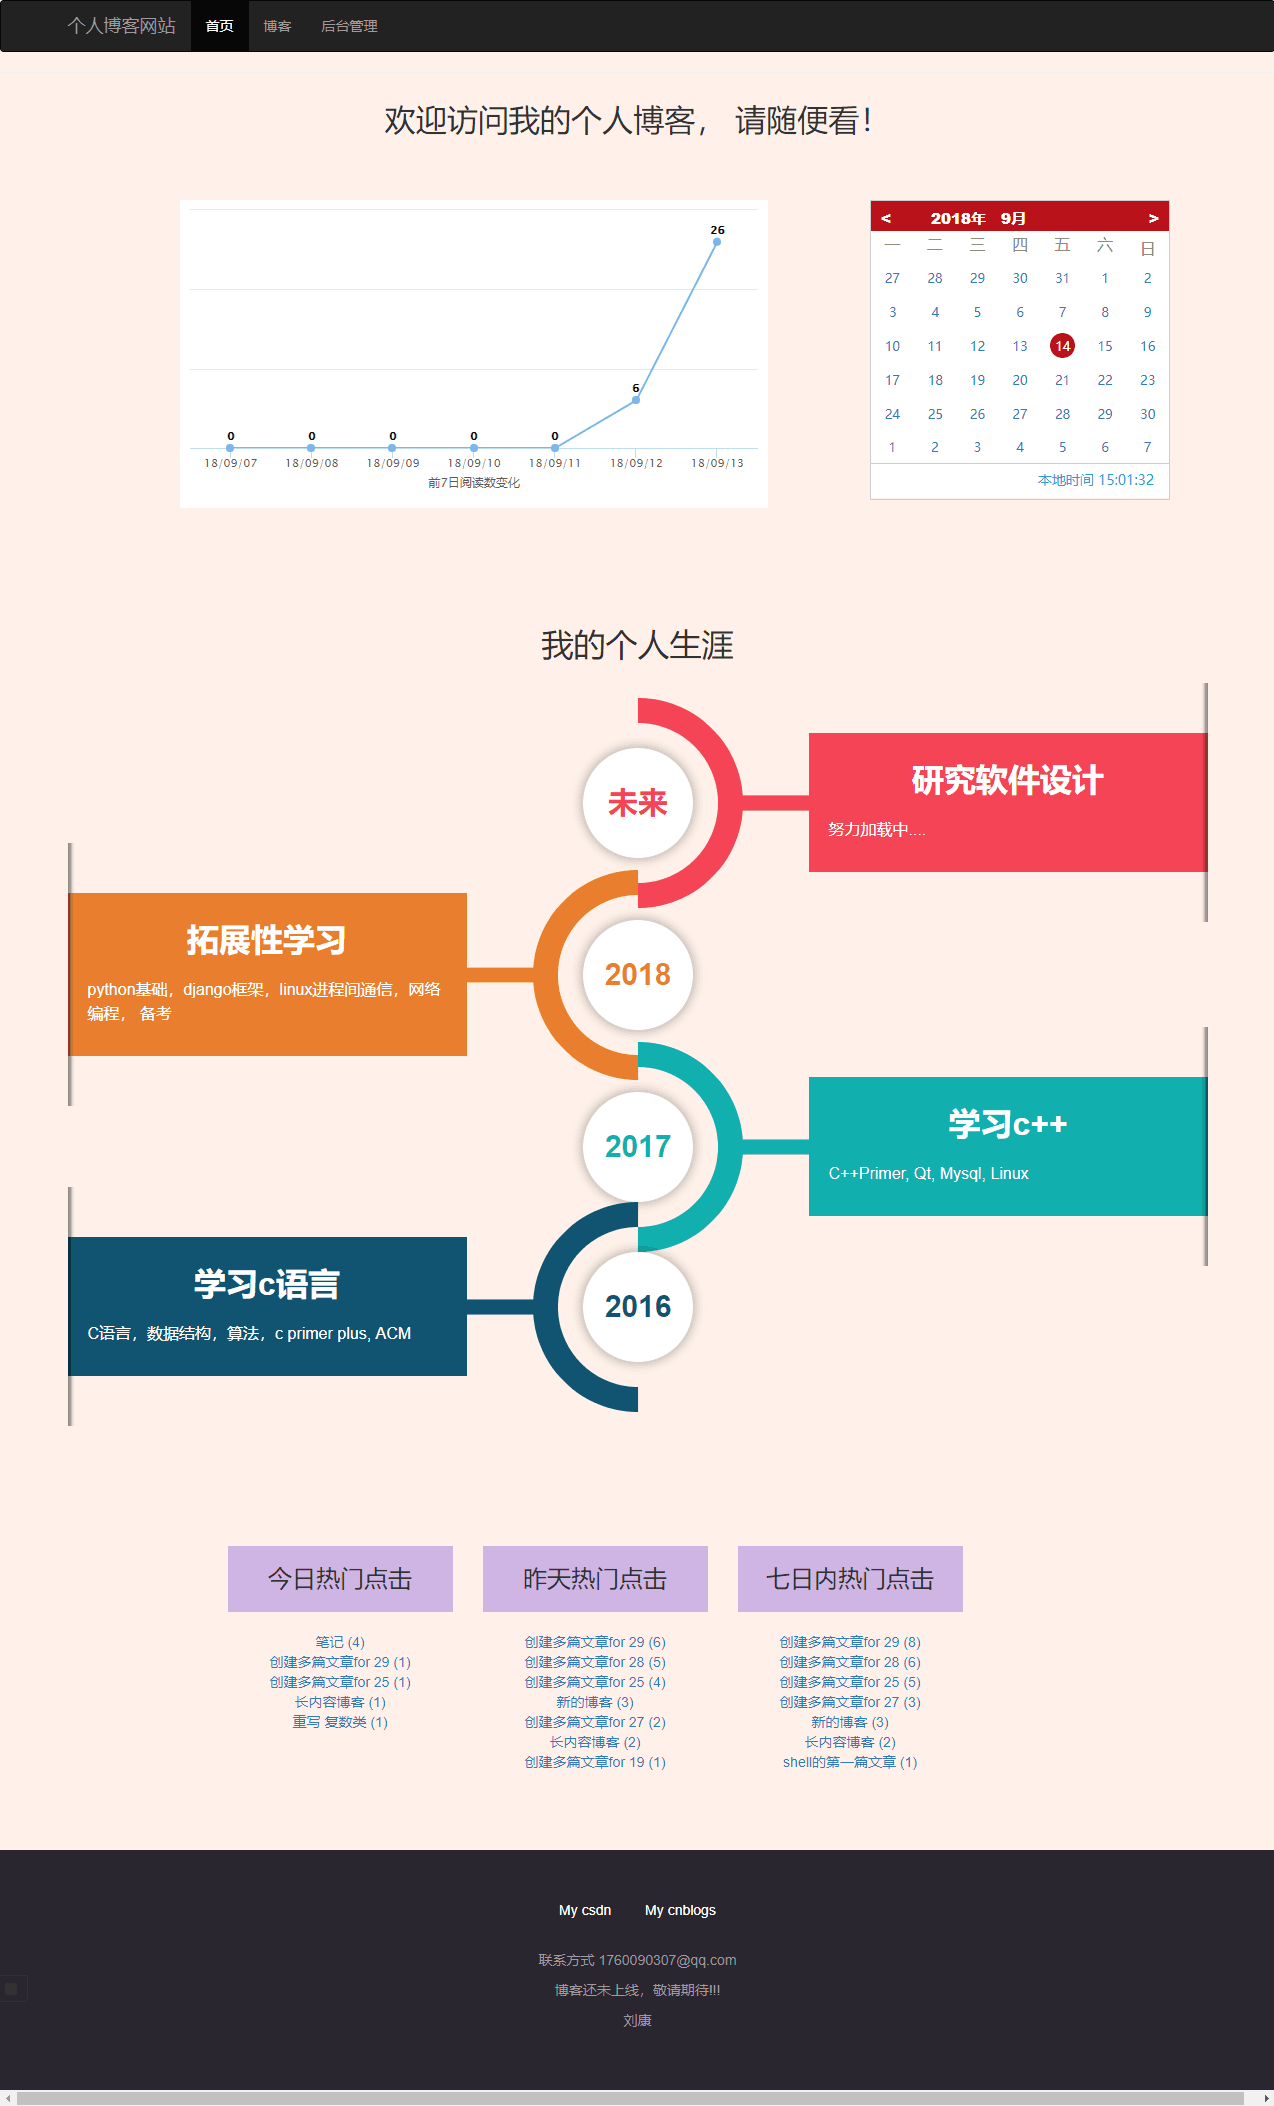 个人博客网站 首页 博客 后台管理
欢迎访问我的个人博客， 请随便看！
26
6
0 0 0 0 0
18/09/07 18/09/08 18/09/09 18/09/10 18/09/11 18/09/12 18/09/13
前7日阅读数变化
< 2018年 9月 >
一 二 三 四 五 六 日
27 28 29 30 31 1 2
3 4 5 6 7 8 9
10 11 12 13 14 15 16
17 18 19 20 21 22 23
24 25 26 27 28 29 30
1 2 3 4 5 6 7
本地时间 15:01:32
我的个人生涯
未来
研究软件设计
努力加载中....
2018
拓展性学习
python基础，django框架，linux进程间通信，网络
编程， 备考
2017
学习c++
C++Primer, Qt, Mysql, Linux
2016
学习c语言
C语言，数据结构，算法，c primer plus, ACM
今日热门点击
笔记 (4)
创建多篇文章for 29 (1)
创建多篇文章for 25 (1)
长内容博客 (1)
重写 复数类 (1)
昨天热门点击
创建多篇文章for 29 (6)
创建多篇文章for 28 (5)
创建多篇文章for 25 (4)
新的博客 (3)
创建多篇文章for 27 (2)
长内容博客 (2)
创建多篇文章for 19 (1)
七日内热门点击
创建多篇文章for 29 (8)
创建多篇文章for 28 (6)
创建多篇文章for 25 (5)
创建多篇文章for 27 (3)
新的博客 (3)
长内容博客 (2)
shell的第一篇文章 (1)
My csdn My cnblogs
联系方式 1760090307@qq.com
博客还未上线，敬请期待!!!
刘康